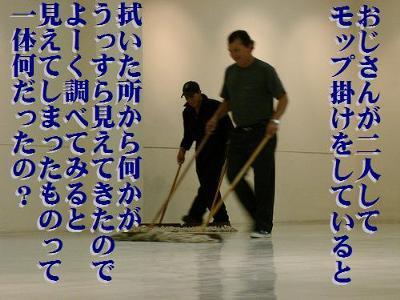 おじさんが二人して
モップ掛けをしていると
拭いた所から何かが
うっすら見えてきたので
よーく調べてみると
見えてしまったものって
一体何だったの？